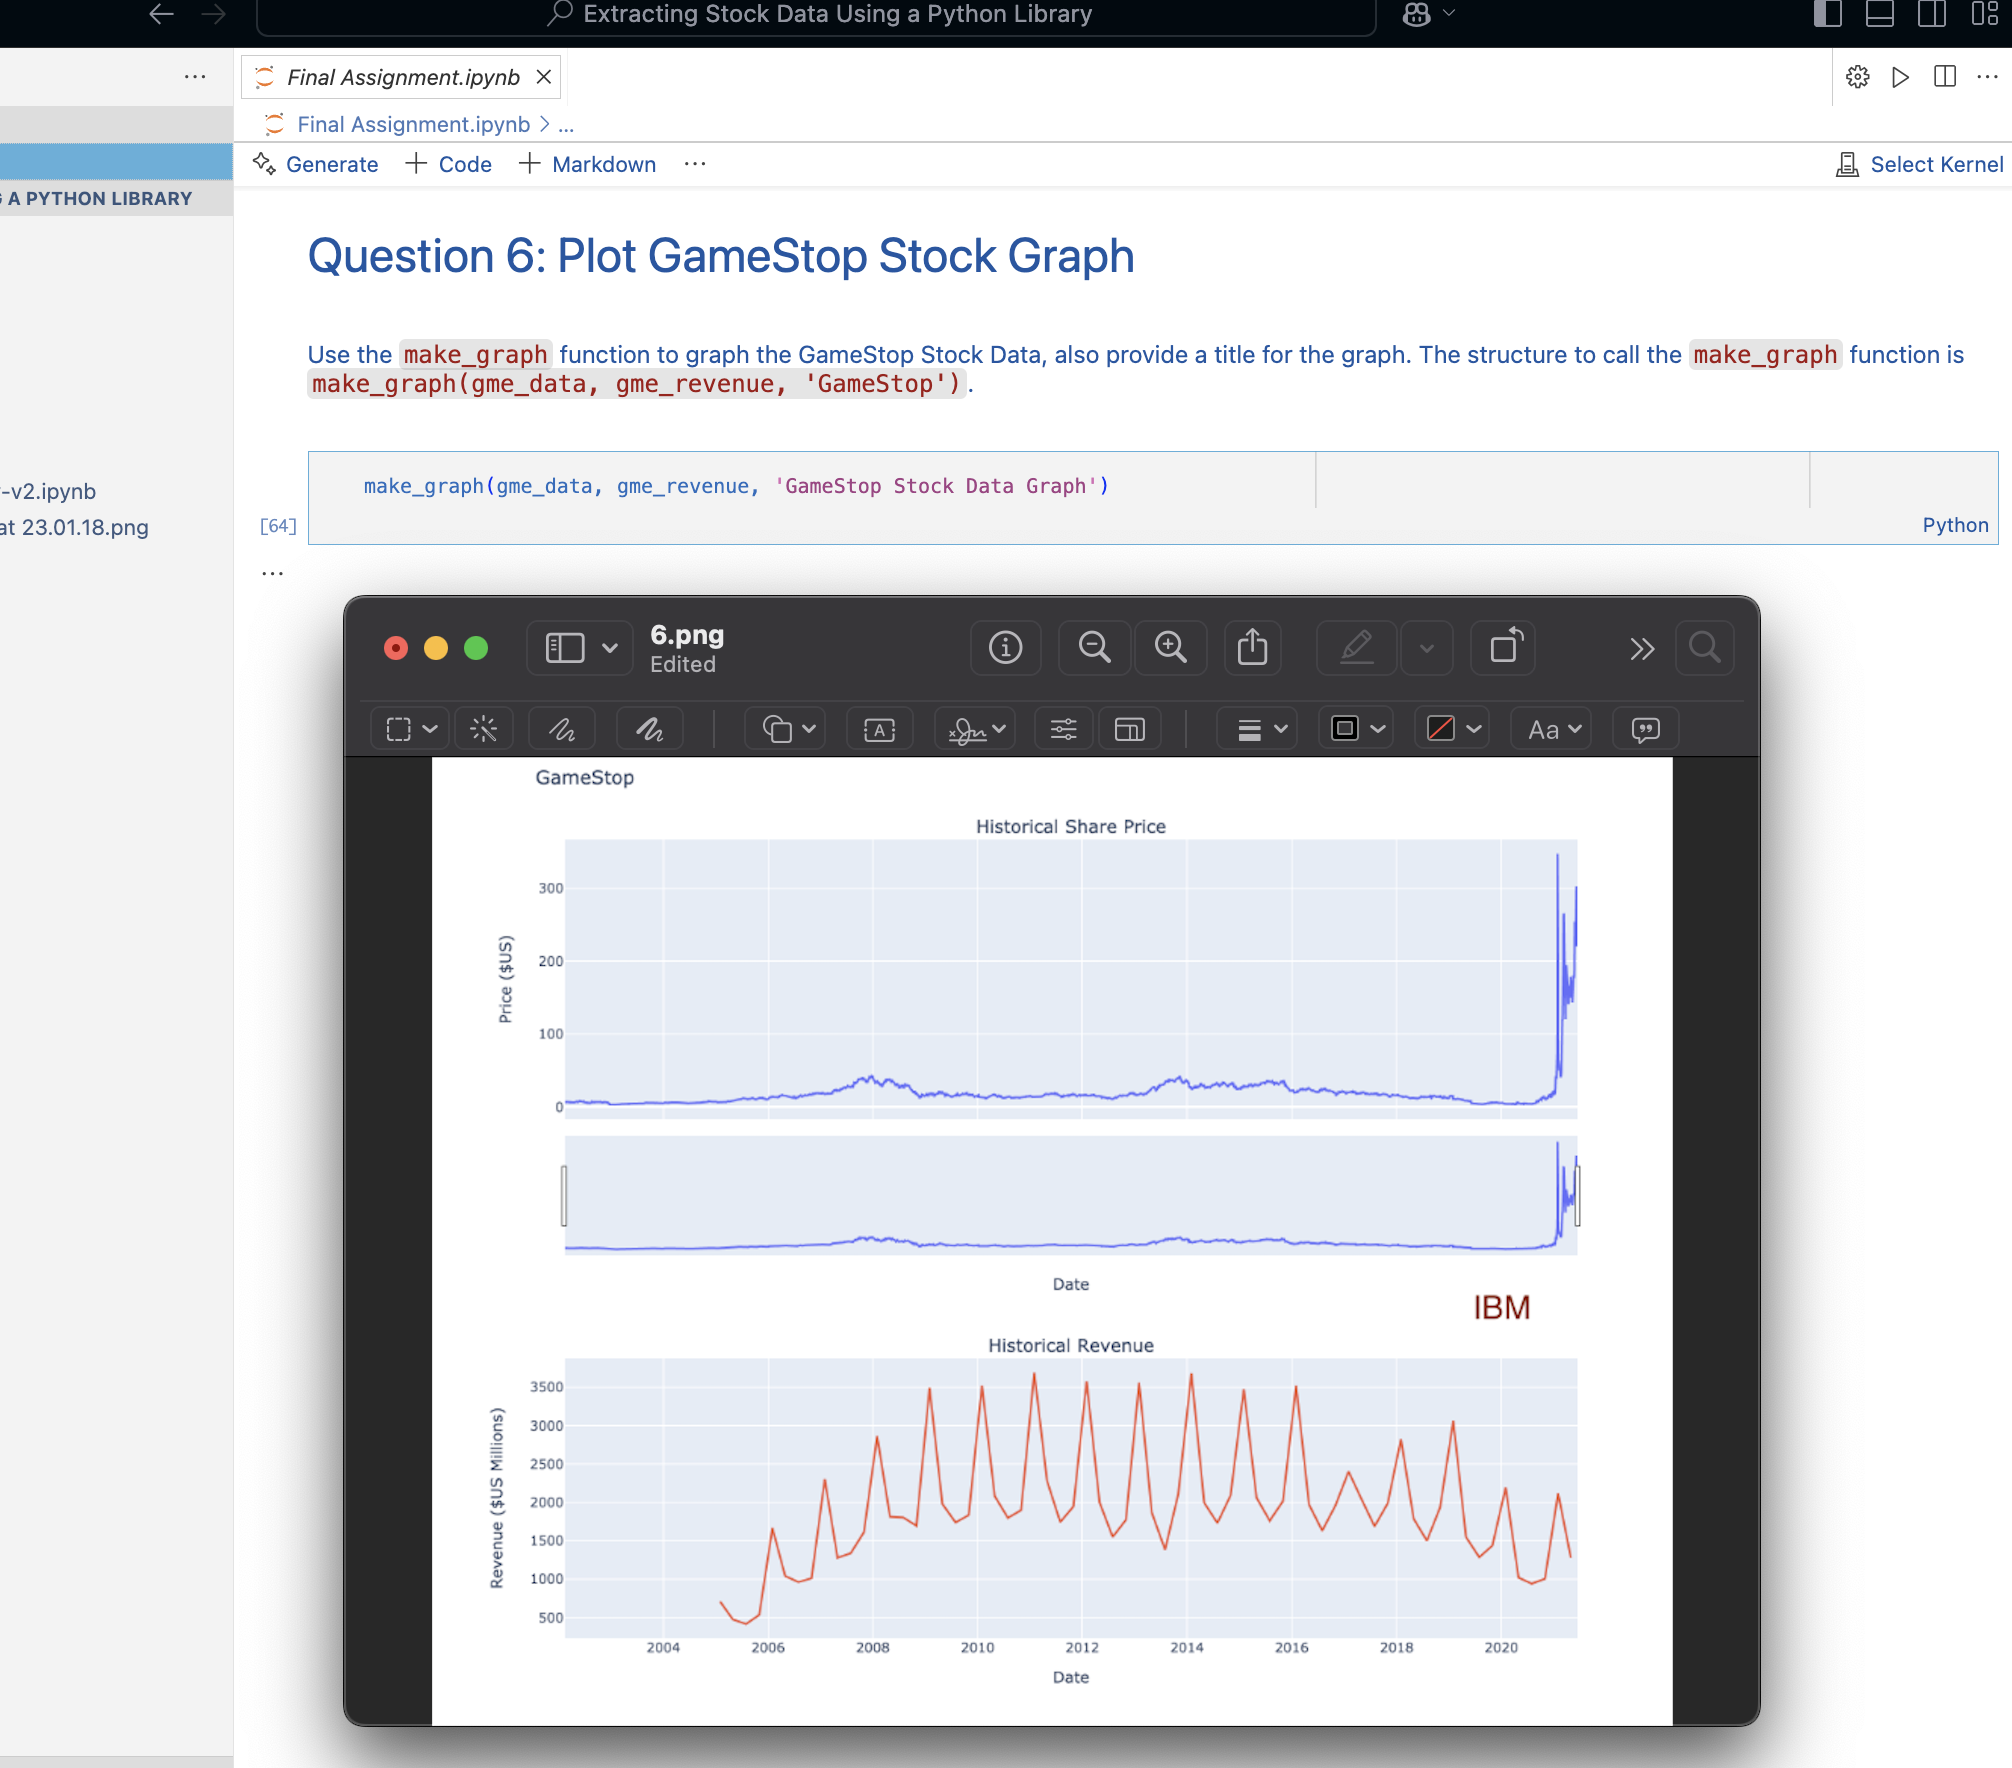 Extracting Stock Data Using a Python Library
Final Assignment.ipynb
Final Assignment.ipynb > ...
Generate + Code + Markdown ...
Select Kernel
A PYTHON LIBRARY
-v2.ipynb
at 23.01.18.png
Question 6: Plot GameStop Stock Graph
Use the make_graph function to graph the GameStop Stock Data, also provide a title for the graph. The structure to call the make_graph function is
make_graph(gme_data, gme_revenue, 'GameStop').
make_graph(gme_data, gme_revenue, 'GameStop Stock Data Graph')
[64]
Python
...
6.png
Edited
A
Aa
GameStop
Historical Share Price
Price ($US)
300
200
100
0
Date
IBM
Historical Revenue
Revenue ($US Millions)
3500
3000
2500
2000
1500
1000
500
2004 2006 2008 2010 2012 2014 2016 2018 2020
Date